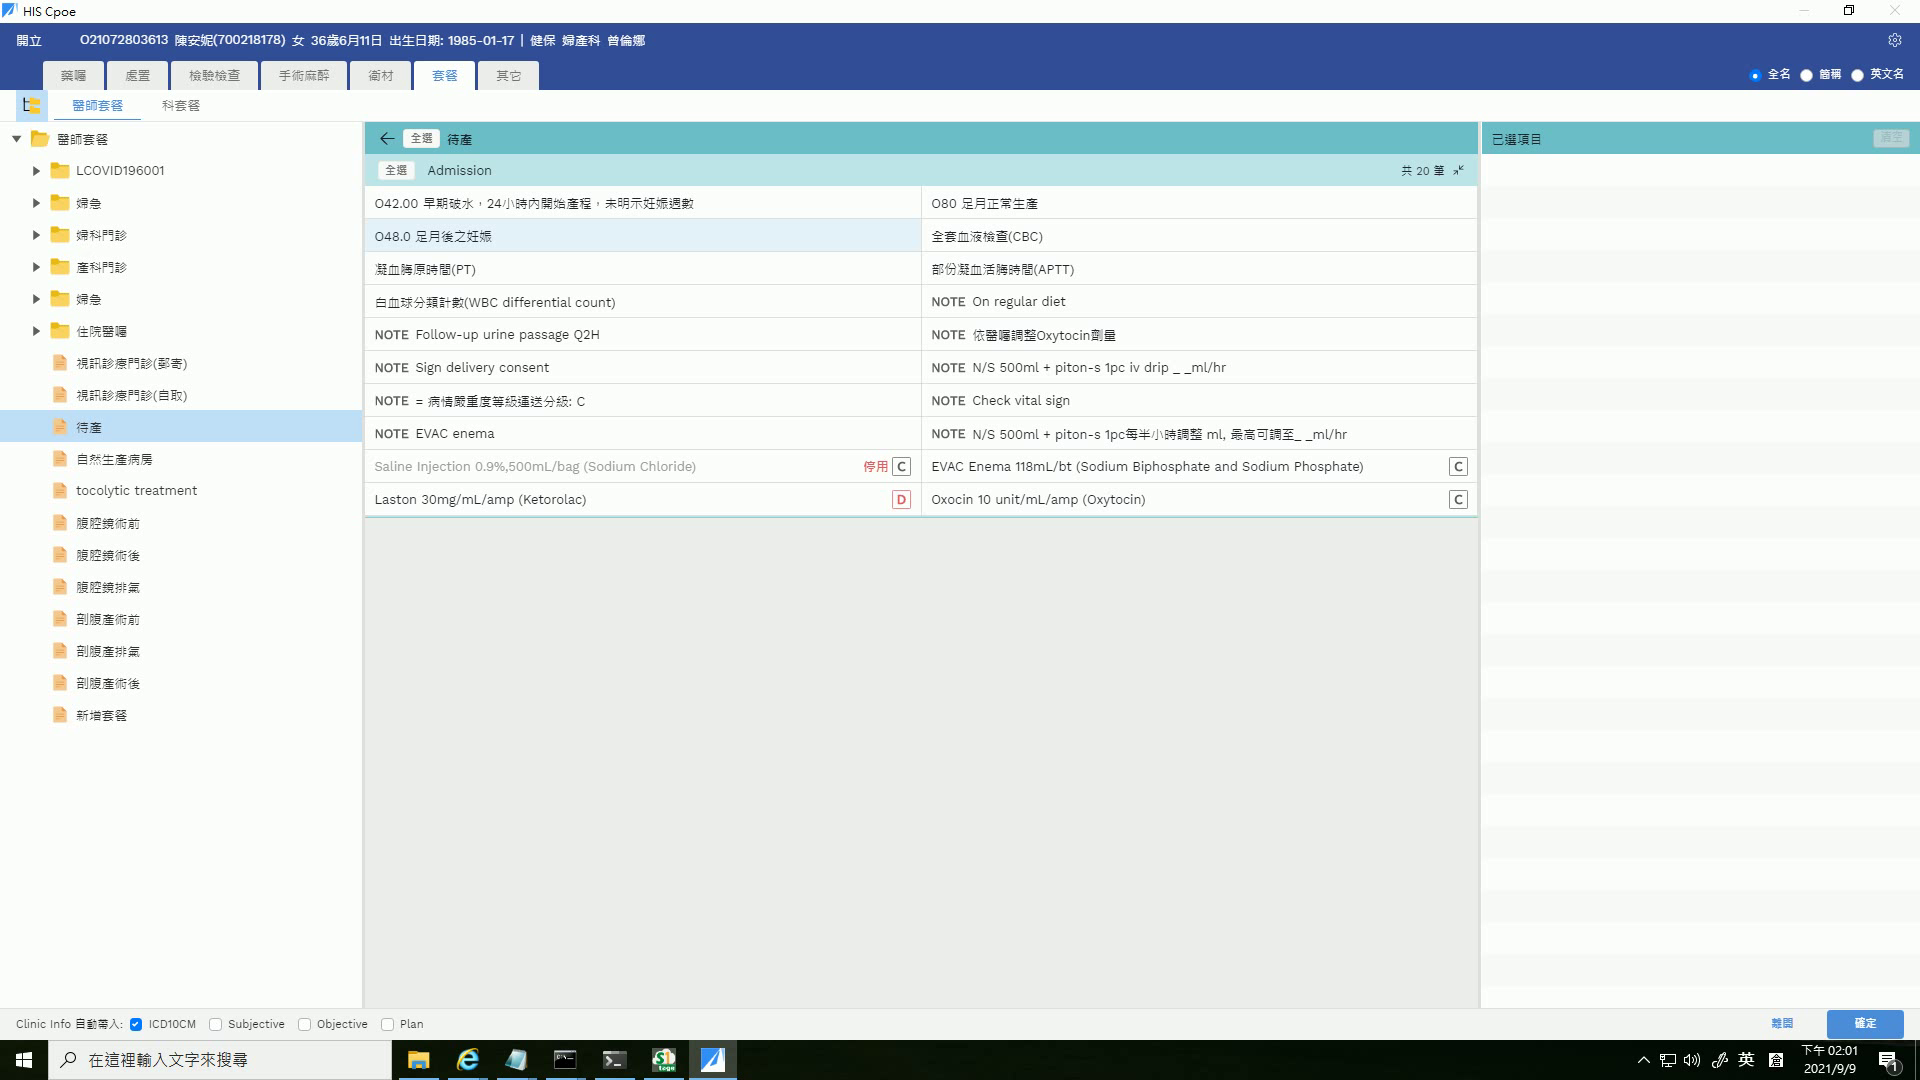 HIS Cpoe
開立 O21072803613 陳安妮(700218178) 女 36歲6月11日 出生日期: 1985-01-17 | 健保 婦產科 曾倫娜
藥囑 處置 檢驗檢查 手術麻醉 衛材 套餐 其它 全名 簡稱 英文名
醫師套餐 科套餐
醫師套餐
LCOVID196001
婦急
婦科門診
產科門診
婦急
住院醫囑
視訊診療門診(郵寄)
視訊診療門診(自取)
待產
自然生產病房
tocolytic treatment
腹腔鏡術前
腹腔鏡術後
腹腔鏡排氣
剖腹產術前
剖腹產排氣
剖腹產術後
新增套餐
全選 待產
全選 Admission 共 20 筆
O42.00 早期破水，24小時內開始產程，未明示妊娠週數
O80 足月正常生產
O48.0 足月後之妊娠
全套血液檢查(CBC)
凝血脢原時間(PT)
部份凝血活脢時間(APTT)
白血球分類計數(WBC differential count)
NOTE On regular diet
NOTE Follow-up urine passage Q2H
NOTE 依醫囑調整Oxytocin劑量
NOTE Sign delivery consent
NOTE N/S 500ml + piton-s 1pc iv drip _ _ml/hr
NOTE = 病情嚴重度等級運送分級: C
NOTE Check vital sign
NOTE EVAC enema
NOTE N/S 500ml + piton-s 1pc每半小時調整 ml, 最高可調至_ _ml/hr
Saline Injection 0.9%,500mL/bag (Sodium Chloride) 停用 C
EVAC Enema 118mL/bt (Sodium Biphosphate and Sodium Phosphate) C
Laston 30mg/mL/amp (Ketorolac) D
Oxocin 10 unit/mL/amp (Oxytocin) C
已選項目 清空
Clinic Info 自動帶入: ICD10CM Subjective Objective Plan 離開 確定
在這裡輸入文字來搜尋
英
下午 02:01
2021/9/9
1